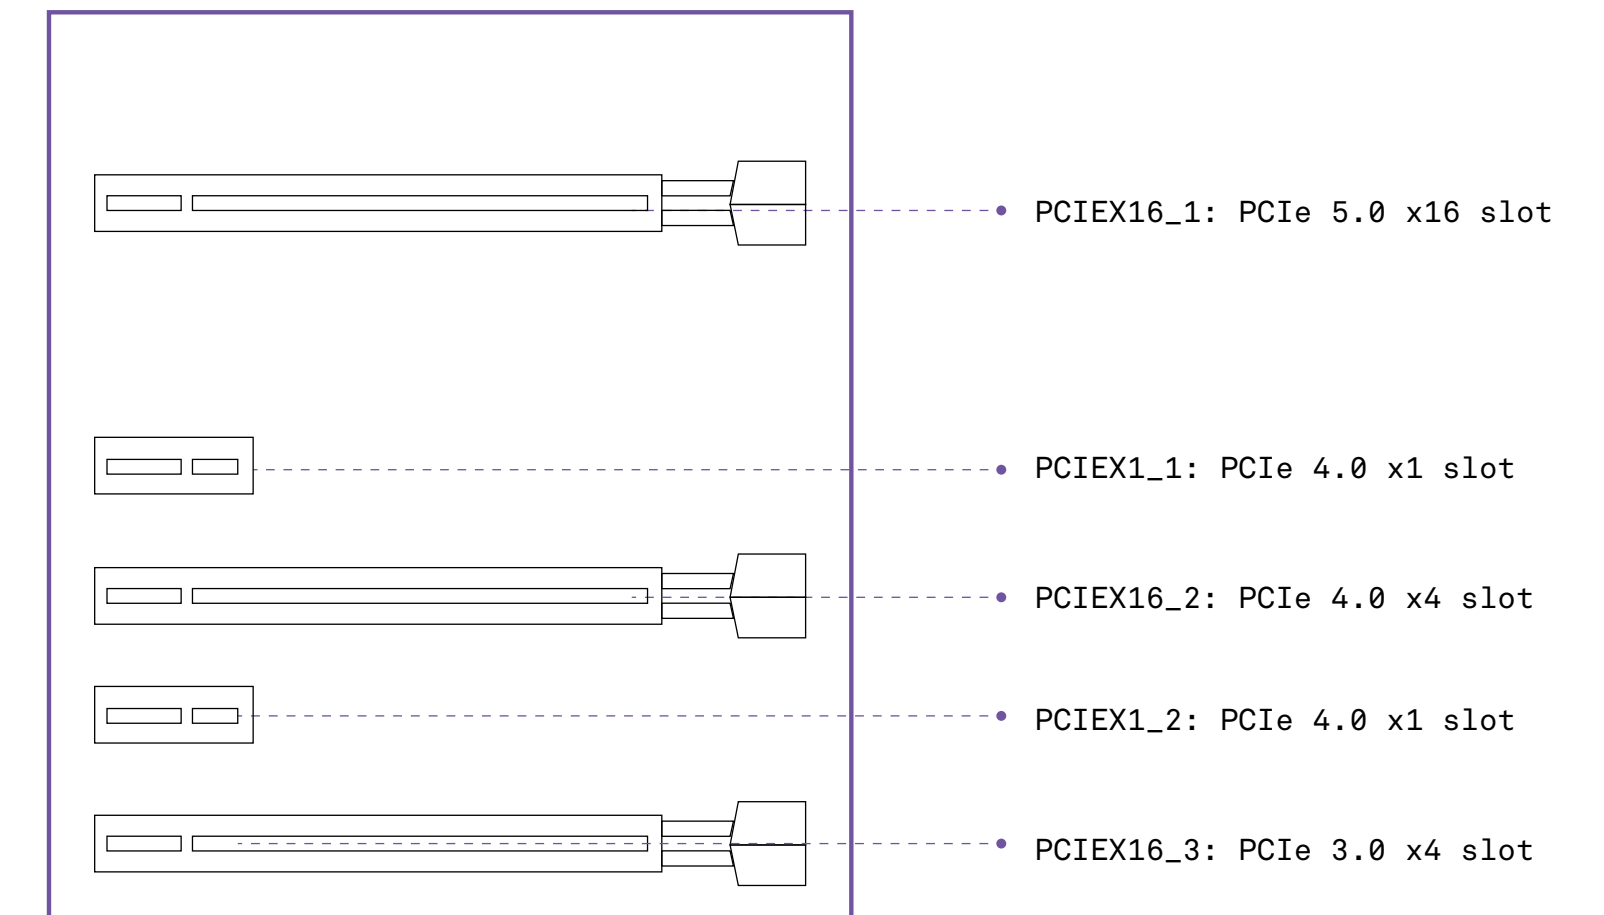 PCIEX16_1: PCIe 5.0 x16 slot
PCIEX1_1: PCIe 4.0 x1 slot
PCIEX16_2: PCIe 4.0 x4 slot
PCIEX1_2: PCIe 4.0 x1 slot
PCIEX16_3: PCIe 3.0 x4 slot